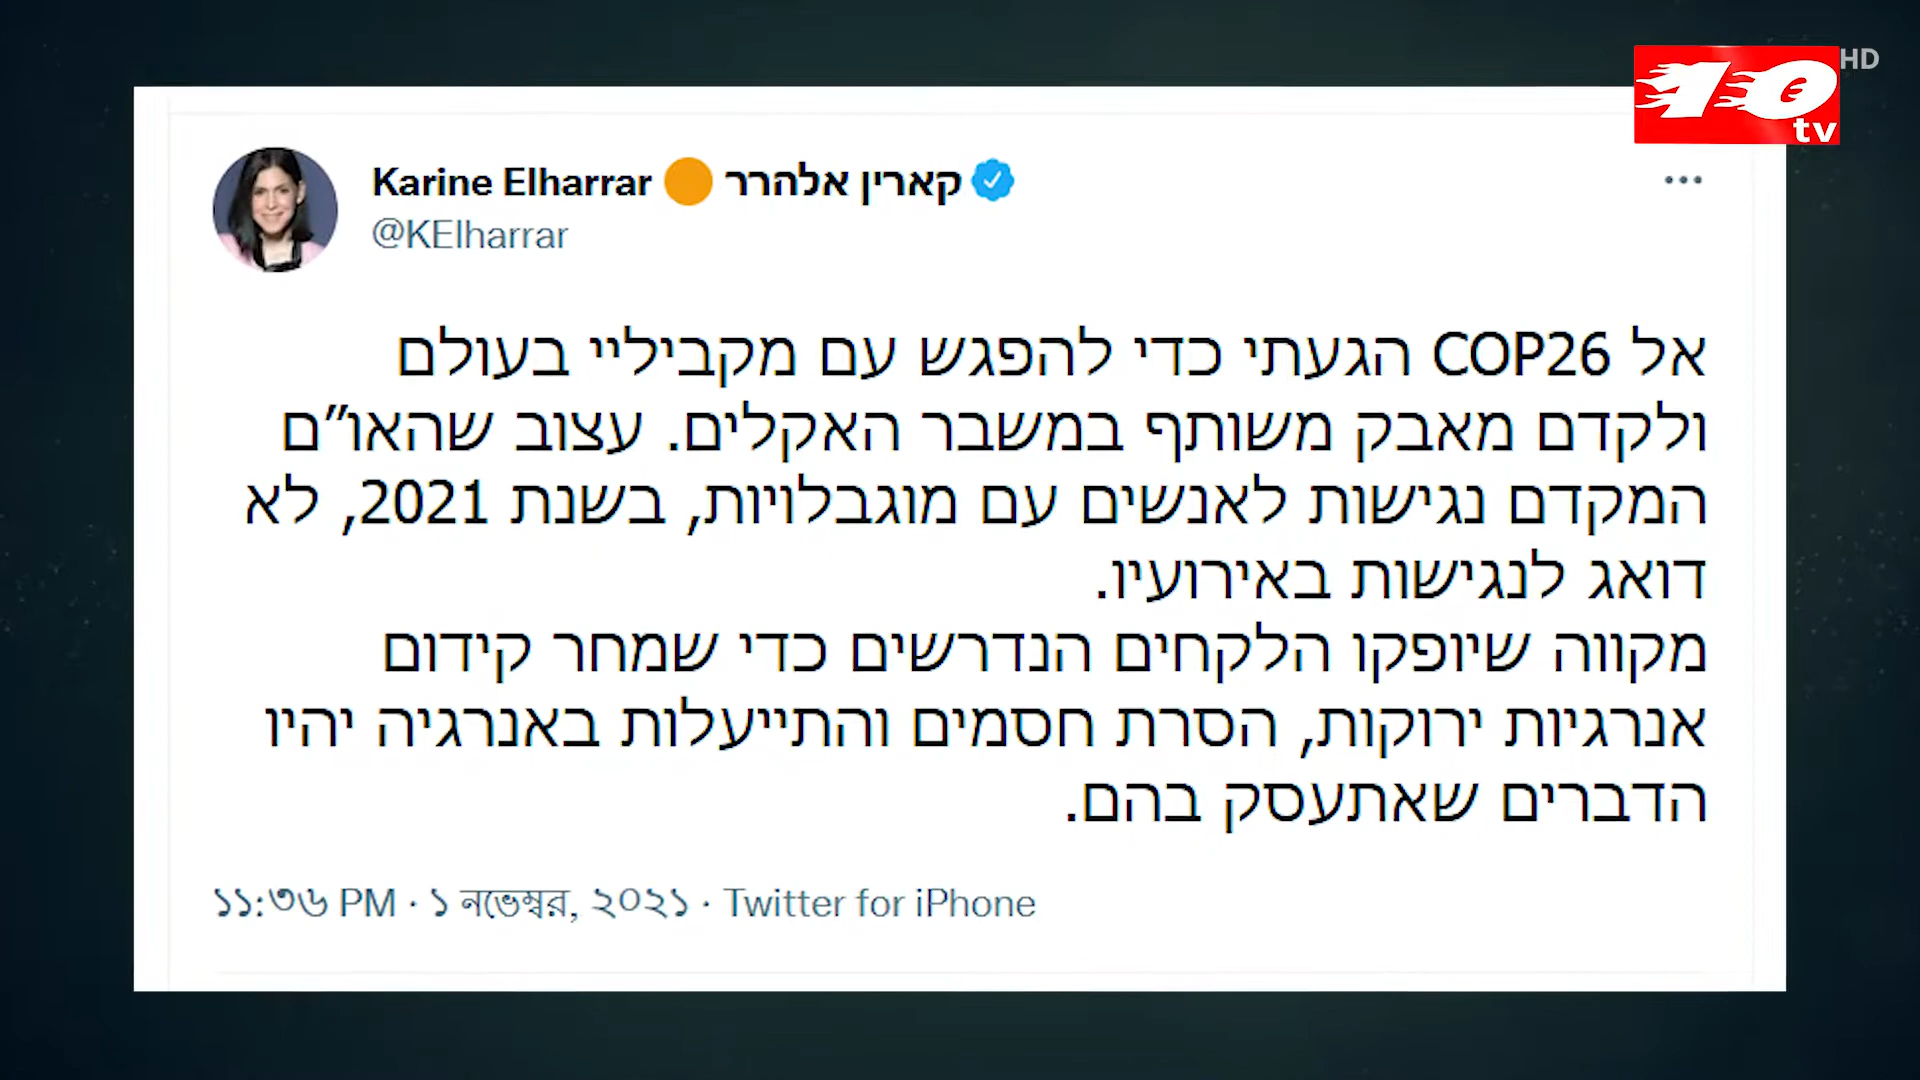 10 HD
tv
Karine Elharrar 🟠 קארין אלהרר
@KElharrar
אל COP26 הגעתי כדי להפגש עם מקביליי בעולם
ולקדם מאבק משותף במשבר האקלים. עצוב שהאו״ם
המקדם נגישות לאנשים עם מוגבלויות, בשנת 2021, לא
דואג לנגישות באירועיו.
מקווה שיופקו הלקחים הנדרשים כדי שמחר קידום
אנרגיות ירוקות, הסרת חסמים והתייעלות באנרגיה יהיו
הדברים שאתעסק בהם.
১১:৩৬ PM · ১ নভেম্বর, ২০২১ · Twitter for iPhone